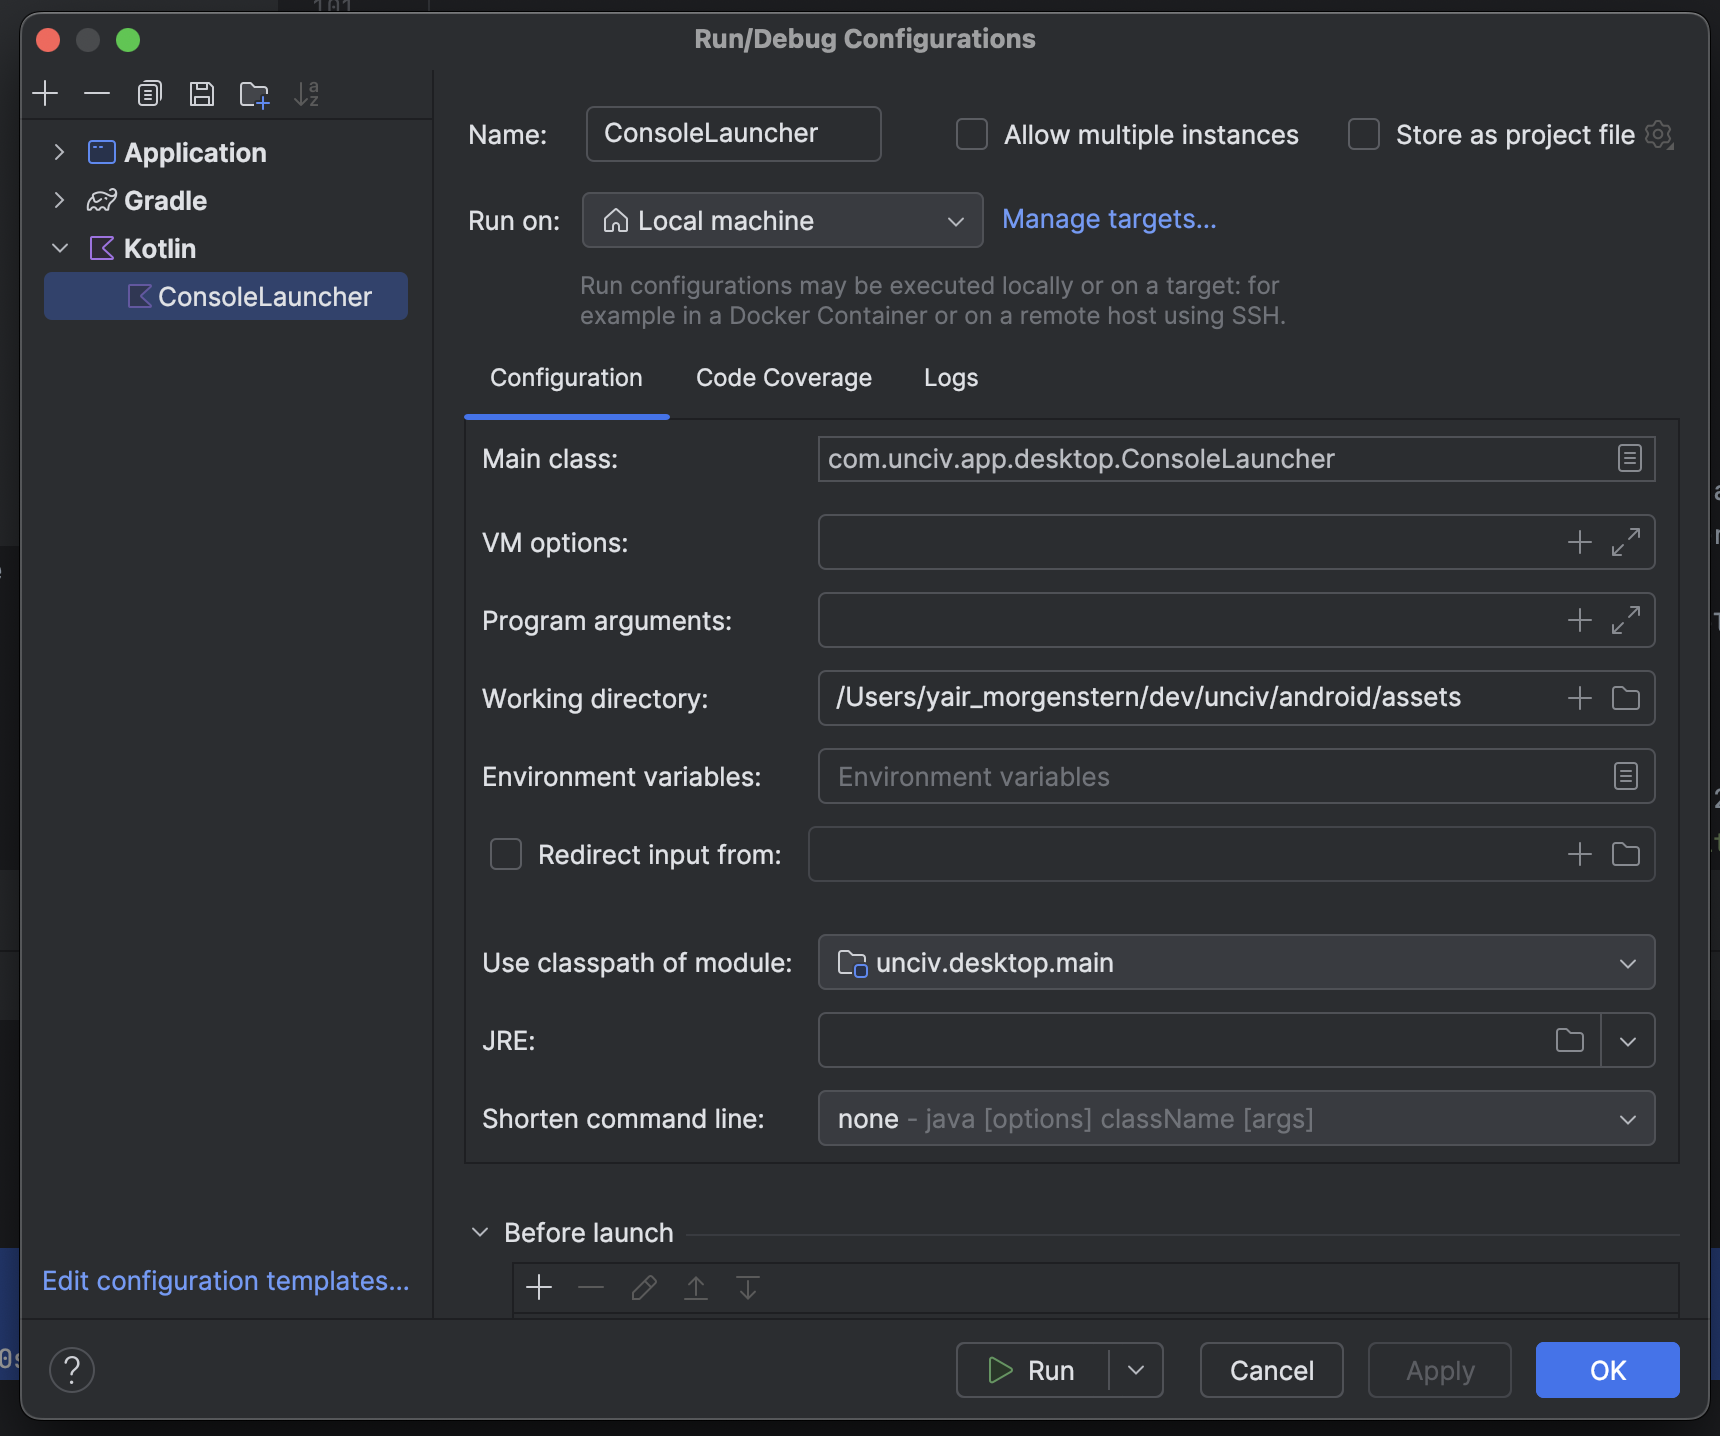 101
Run/Debug Configurations
Application
Gradle
Kotlin
ConsoleLauncher
Edit configuration templates...
Name: ConsoleLauncher Allow multiple instances Store as project file
Run on: Local machine Manage targets...
Run configurations may be executed locally or on a target: for
example in a Docker Container or on a remote host using SSH.
Configuration Code Coverage Logs
Main class: com.unciv.app.desktop.ConsoleLauncher
VM options:
Program arguments:
Working directory: /Users/yair_morgenstern/dev/unciv/android/assets
Environment variables: Environment variables
Redirect input from:
Use classpath of module: unciv.desktop.main
JRE:
Shorten command line: none - java [options] className [args]
Before launch
? Run Cancel Apply OK